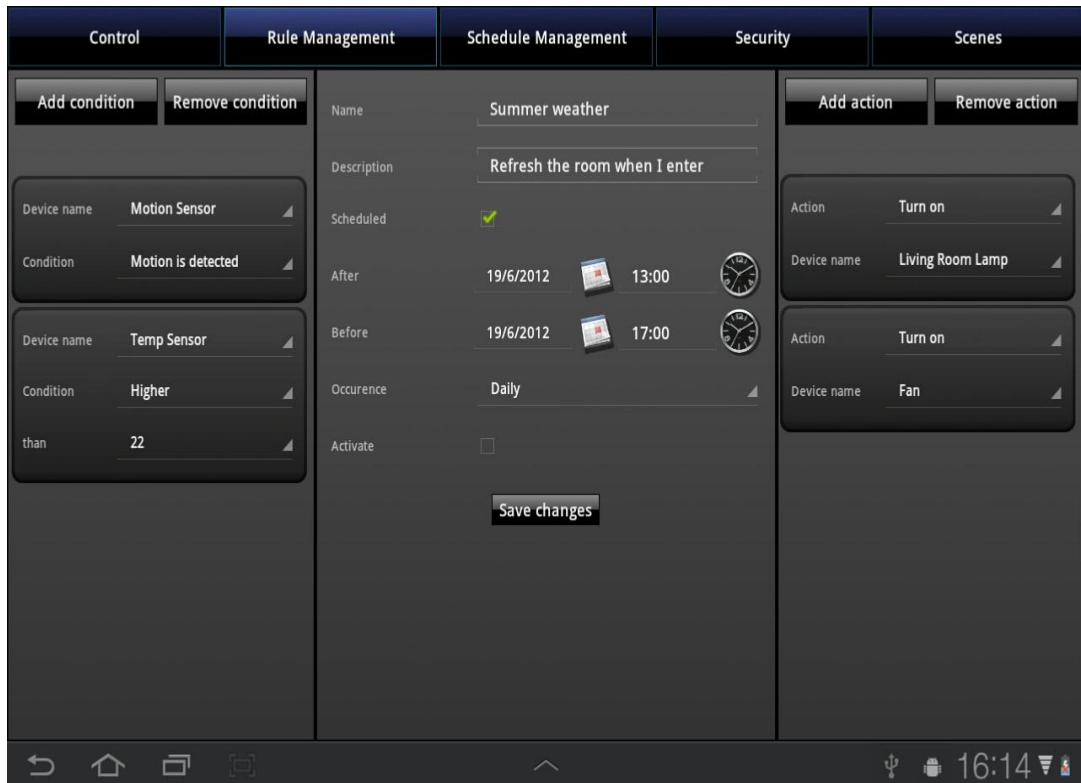 Control
Rule Management
Schedule Management
Security
Scenes
Add condition
Remove condition
Device name Motion Sensor
Condition Motion is detected
Device name Temp Sensor
Condition Higher
than 22
Name Summer weather
Description Refresh the room when I enter
Scheduled
After 19/6/2012 13:00
Before 19/6/2012 17:00
Occurence Daily
Activate
Save changes
Add action
Remove action
Action Turn on
Device name Living Room Lamp
Action Turn on
Device name Fan
16:14